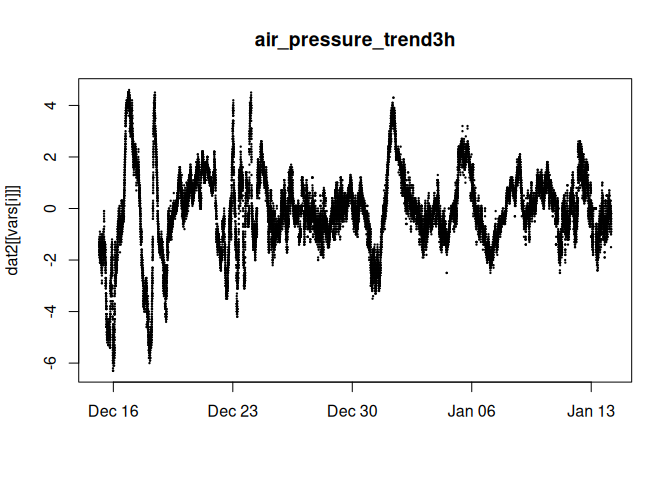 air_pressure_trend3h
dat2[[vars[i]]]
4
2
0
-2
-4
-6
Dec 16 Dec 23 Dec 30 Jan 06 Jan 13